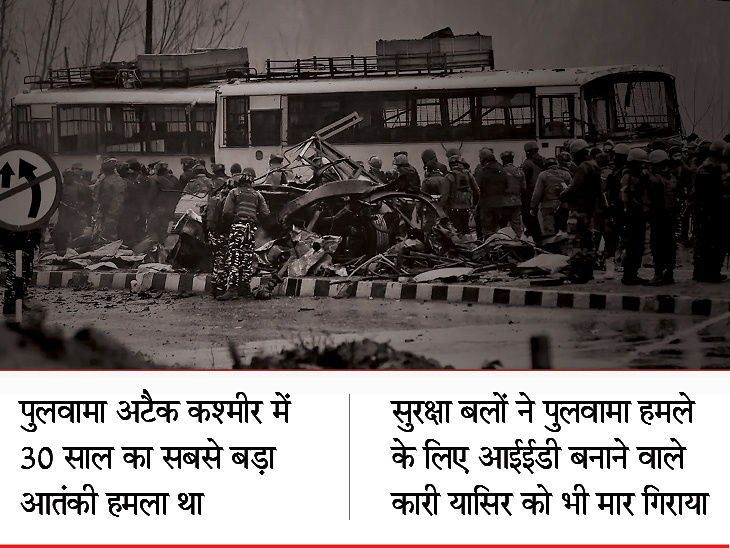 पुलवामा अटैक कश्मीर में
30 साल का सबसे बड़ा
आतंकी हमला था
सुरक्षा बलों ने पुलवामा हमले
के लिए आईईडी बनाने वाले
कारी यासिर को भी मार गिराया